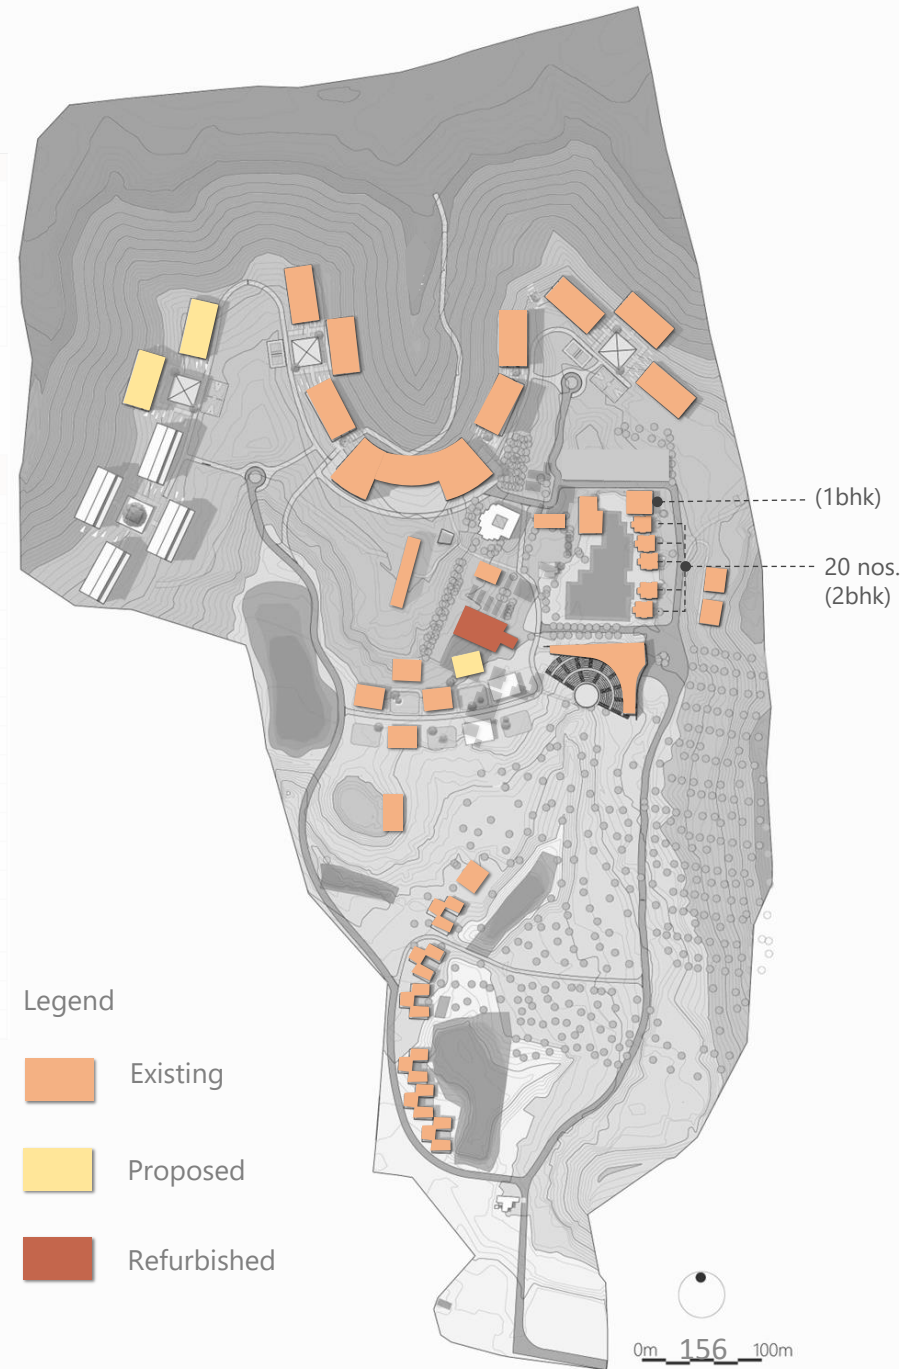 (1bhk)
20 nos.
(2bhk)
Legend
Existing
Proposed
Refurbished
0m 156 100m